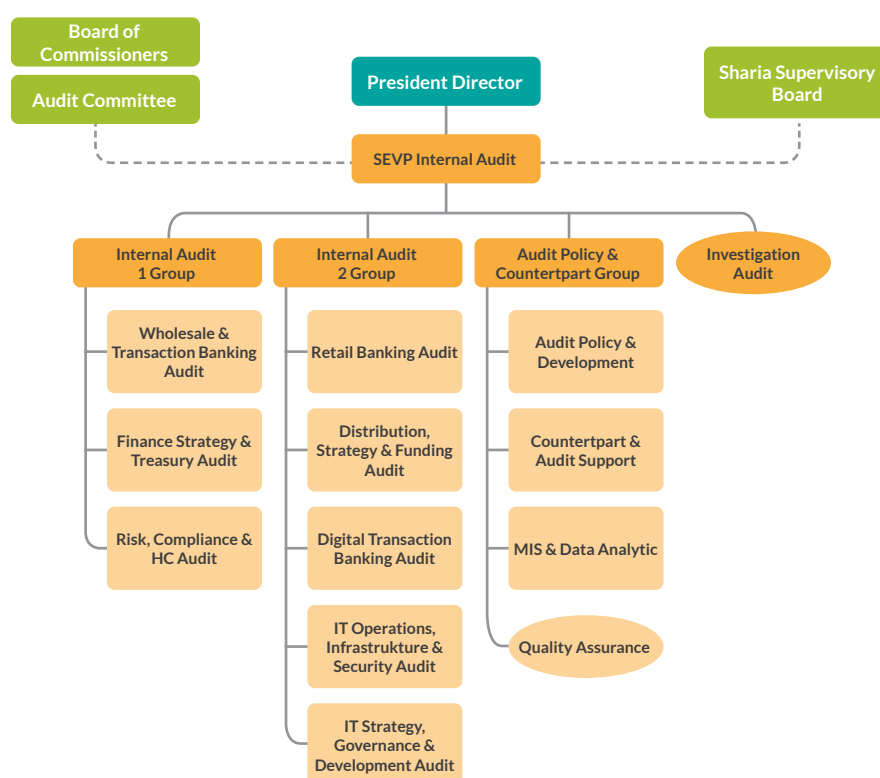 Board of
Commissioners
Audit Committee
President Director
Sharia Supervisory
Board
SEVP Internal Audit
Internal Audit
1 Group
Internal Audit
2 Group
Audit Policy &
Countertpart Group
Investigation
Audit
Wholesale &
Transaction Banking
Audit
Finance Strategy &
Treasury Audit
Risk, Compliance &
HC Audit
Retail Banking Audit
Distribution,
Strategy & Funding
Audit
Digital Transaction
Banking Audit
IT Operations,
Infrastrukture &
Security Audit
IT Strategy,
Governance &
Development Audit
Audit Policy &
Development
Countertpart &
Audit Support
MIS & Data Analytic
Quality Assurance